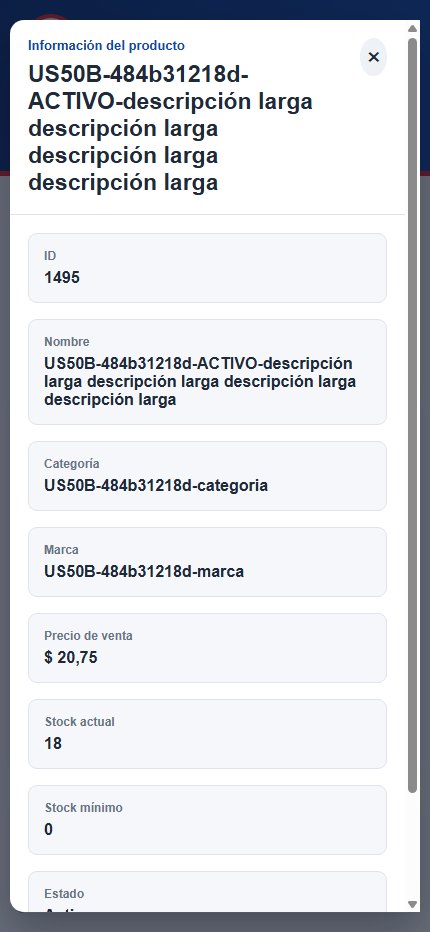 Información del producto
US50B-484b31218d-
ACTIVO-descripción larga
descripción larga
descripción larga
descripción larga
ID
1495
Nombre
US50B-484b31218d-ACTIVO-descripción
larga descripción larga descripción larga
descripción larga
Categoría
US50B-484b31218d-categoria
Marca
US50B-484b31218d-marca
Precio de venta
$ 20,75
Stock actual
18
Stock mínimo
0
Estado